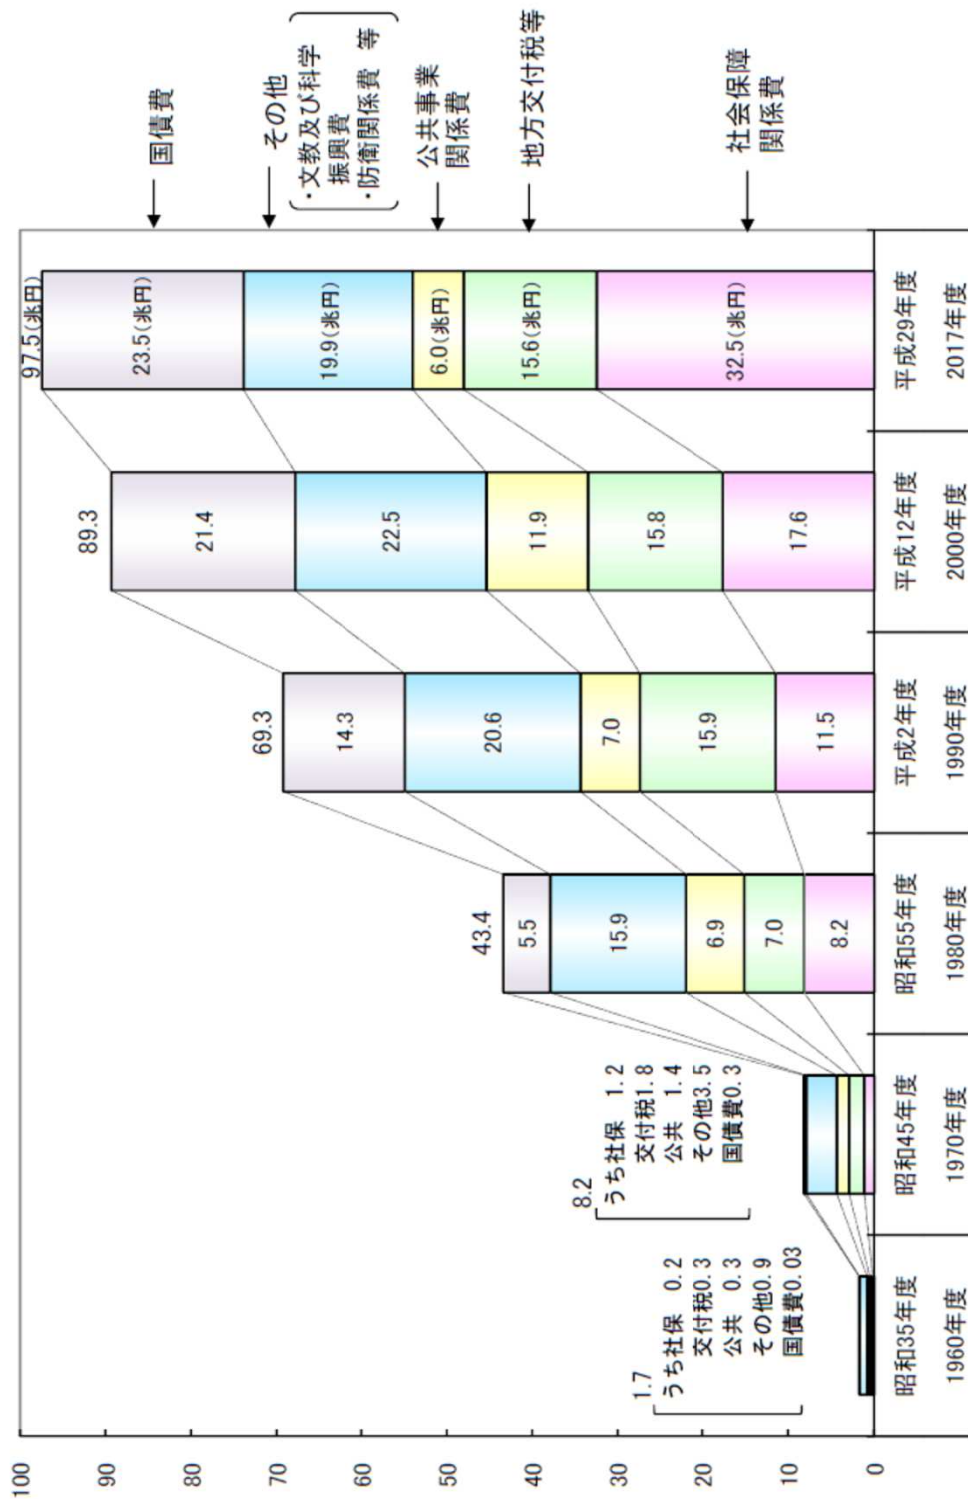 100
90
80
70
60
50
40
30
20
10
0
1.7
うち社保 0.2
交付税0.3
公共 0.3
その他0.9
国債費0.03
8.2
うち社保 1.2
交付税1.8
公共 1.4
その他3.5
国債費0.3
43.4
5.5
15.9
6.9
7.0
8.2
69.3
14.3
20.6
7.0
15.9
11.5
89.3
21.4
22.5
11.9
15.8
17.6
97.5(兆円)
23.5(兆円)
19.9(兆円)
6.0(兆円)
15.6(兆円)
32.5(兆円)
国債費
その他
・文教及び科学
振興費
・防衛関係費 等
公共事業
関係費
地方交付税等
社会保障
関係費
昭和35年度
1960年度
昭和45年度
1970年度
昭和55年度
1980年度
平成2年度
1990年度
平成12年度
2000年度
平成29年度
2017年度